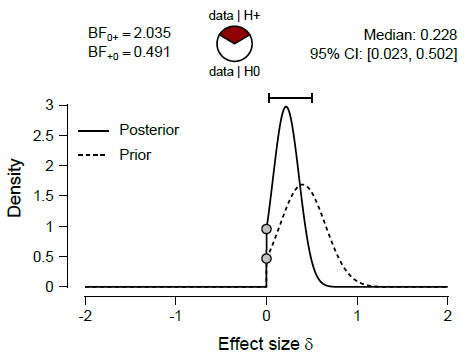 data | H+
BF₀₊ = 2.035
BF₊₀ = 0.491
data | H0
Median: 0.228
95% CI: [0.023, 0.502]
Posterior
Prior
Density
3
2.5
2
1.5
1
0.5
0
-2
-1
0
1
2
Effect size δ